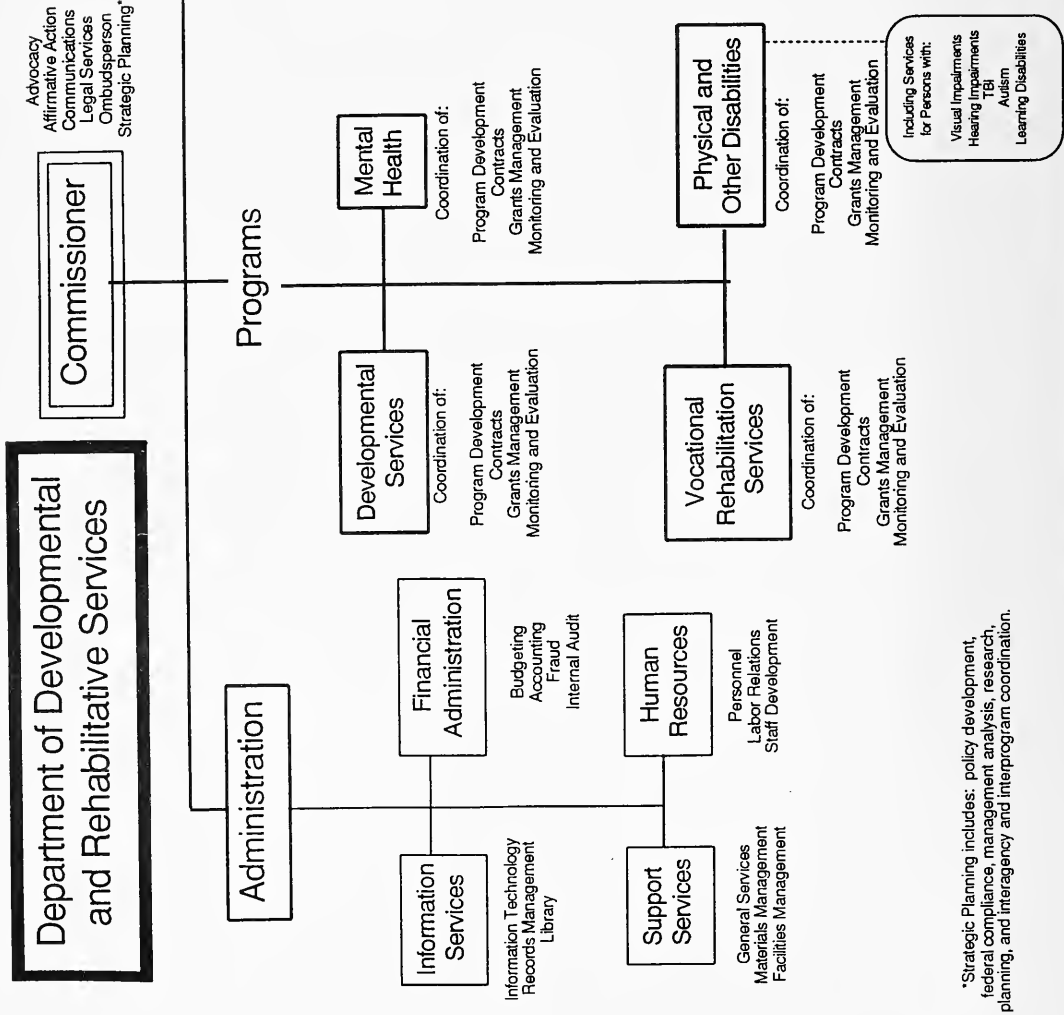 Department of Developmental
and Rehabilitative Services
Commissioner
Advocacy
Affirmative Action
Communications
Legal Services
Ombudsperson
Strategic Planning*
Administration
Information
Services
Information Technology
Records Management
Library
Financial
Administration
Budgeting
Accounting
Fraud
Internal Audit
Support
Services
General Services
Materials Management
Facilities Management
Human
Resources
Personnel
Labor Relations
Staff Development
Programs
Developmental
Services
Coordination of:
Program Development
Contracts
Grants Management
Monitoring and Evaluation
Mental
Health
Coordination of:
Program Development
Contracts
Grants Management
Monitoring and Evaluation
Vocational
Rehabilitation
Services
Coordination of:
Program Development
Contracts
Grants Management
Monitoring and Evaluation
Physical and
Other Disabilities
Coordination of:
Program Development
Contracts
Grants Management
Monitoring and Evaluation
Including Services
for Persons with:
Visual Impairments
Hearing Impairments
TBI
Autism
Learning Disabilities
*Strategic Planning includes: policy development,
federal compliance, management analysis, research,
planning, and interagency and interprogram coordination.